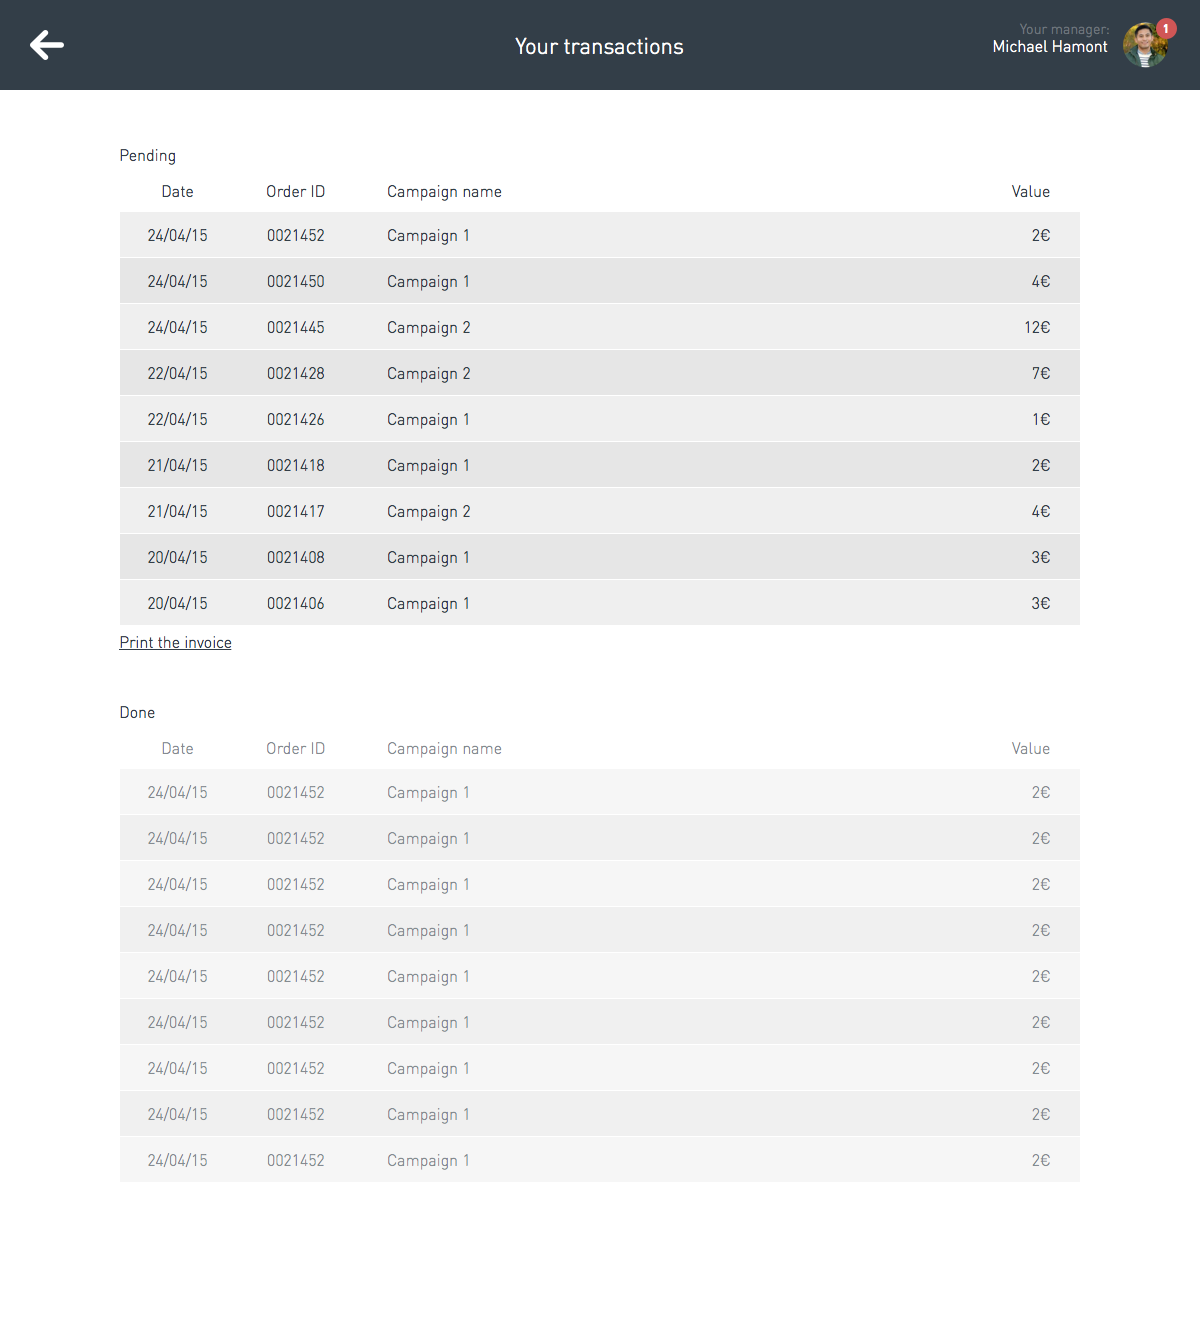 Your transactions
Your manager:
Michael Hamont
1
Pending
Date Order ID Campaign name Value
24/04/15 0021452 Campaign 1 2€
24/04/15 0021450 Campaign 1 4€
24/04/15 0021445 Campaign 2 12€
22/04/15 0021428 Campaign 2 7€
22/04/15 0021426 Campaign 1 1€
21/04/15 0021418 Campaign 1 2€
21/04/15 0021417 Campaign 2 4€
20/04/15 0021408 Campaign 1 3€
20/04/15 0021406 Campaign 1 3€
Print the invoice
Done
Date Order ID Campaign name Value
24/04/15 0021452 Campaign 1 2€
24/04/15 0021452 Campaign 1 2€
24/04/15 0021452 Campaign 1 2€
24/04/15 0021452 Campaign 1 2€
24/04/15 0021452 Campaign 1 2€
24/04/15 0021452 Campaign 1 2€
24/04/15 0021452 Campaign 1 2€
24/04/15 0021452 Campaign 1 2€
24/04/15 0021452 Campaign 1 2€